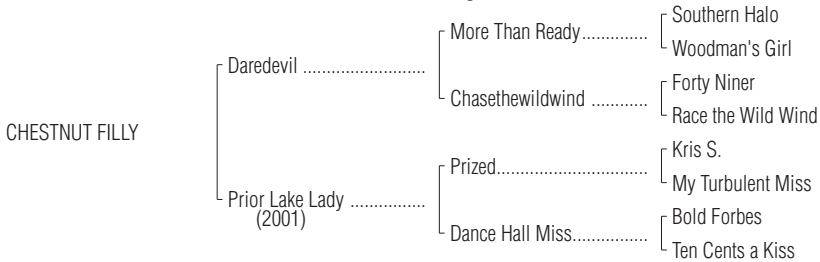 Southern Halo
More Than Ready..............
Woodman's Girl
Daredevil ..........................
Forty Niner
Chasethewildwind ............
Race the Wild Wind
CHESTNUT FILLY
Kris S.
Prized................................
My Turbulent Miss
Prior Lake Lady ................
(2001)
Bold Forbes
Dance Hall Miss................
Ten Cents a Kiss